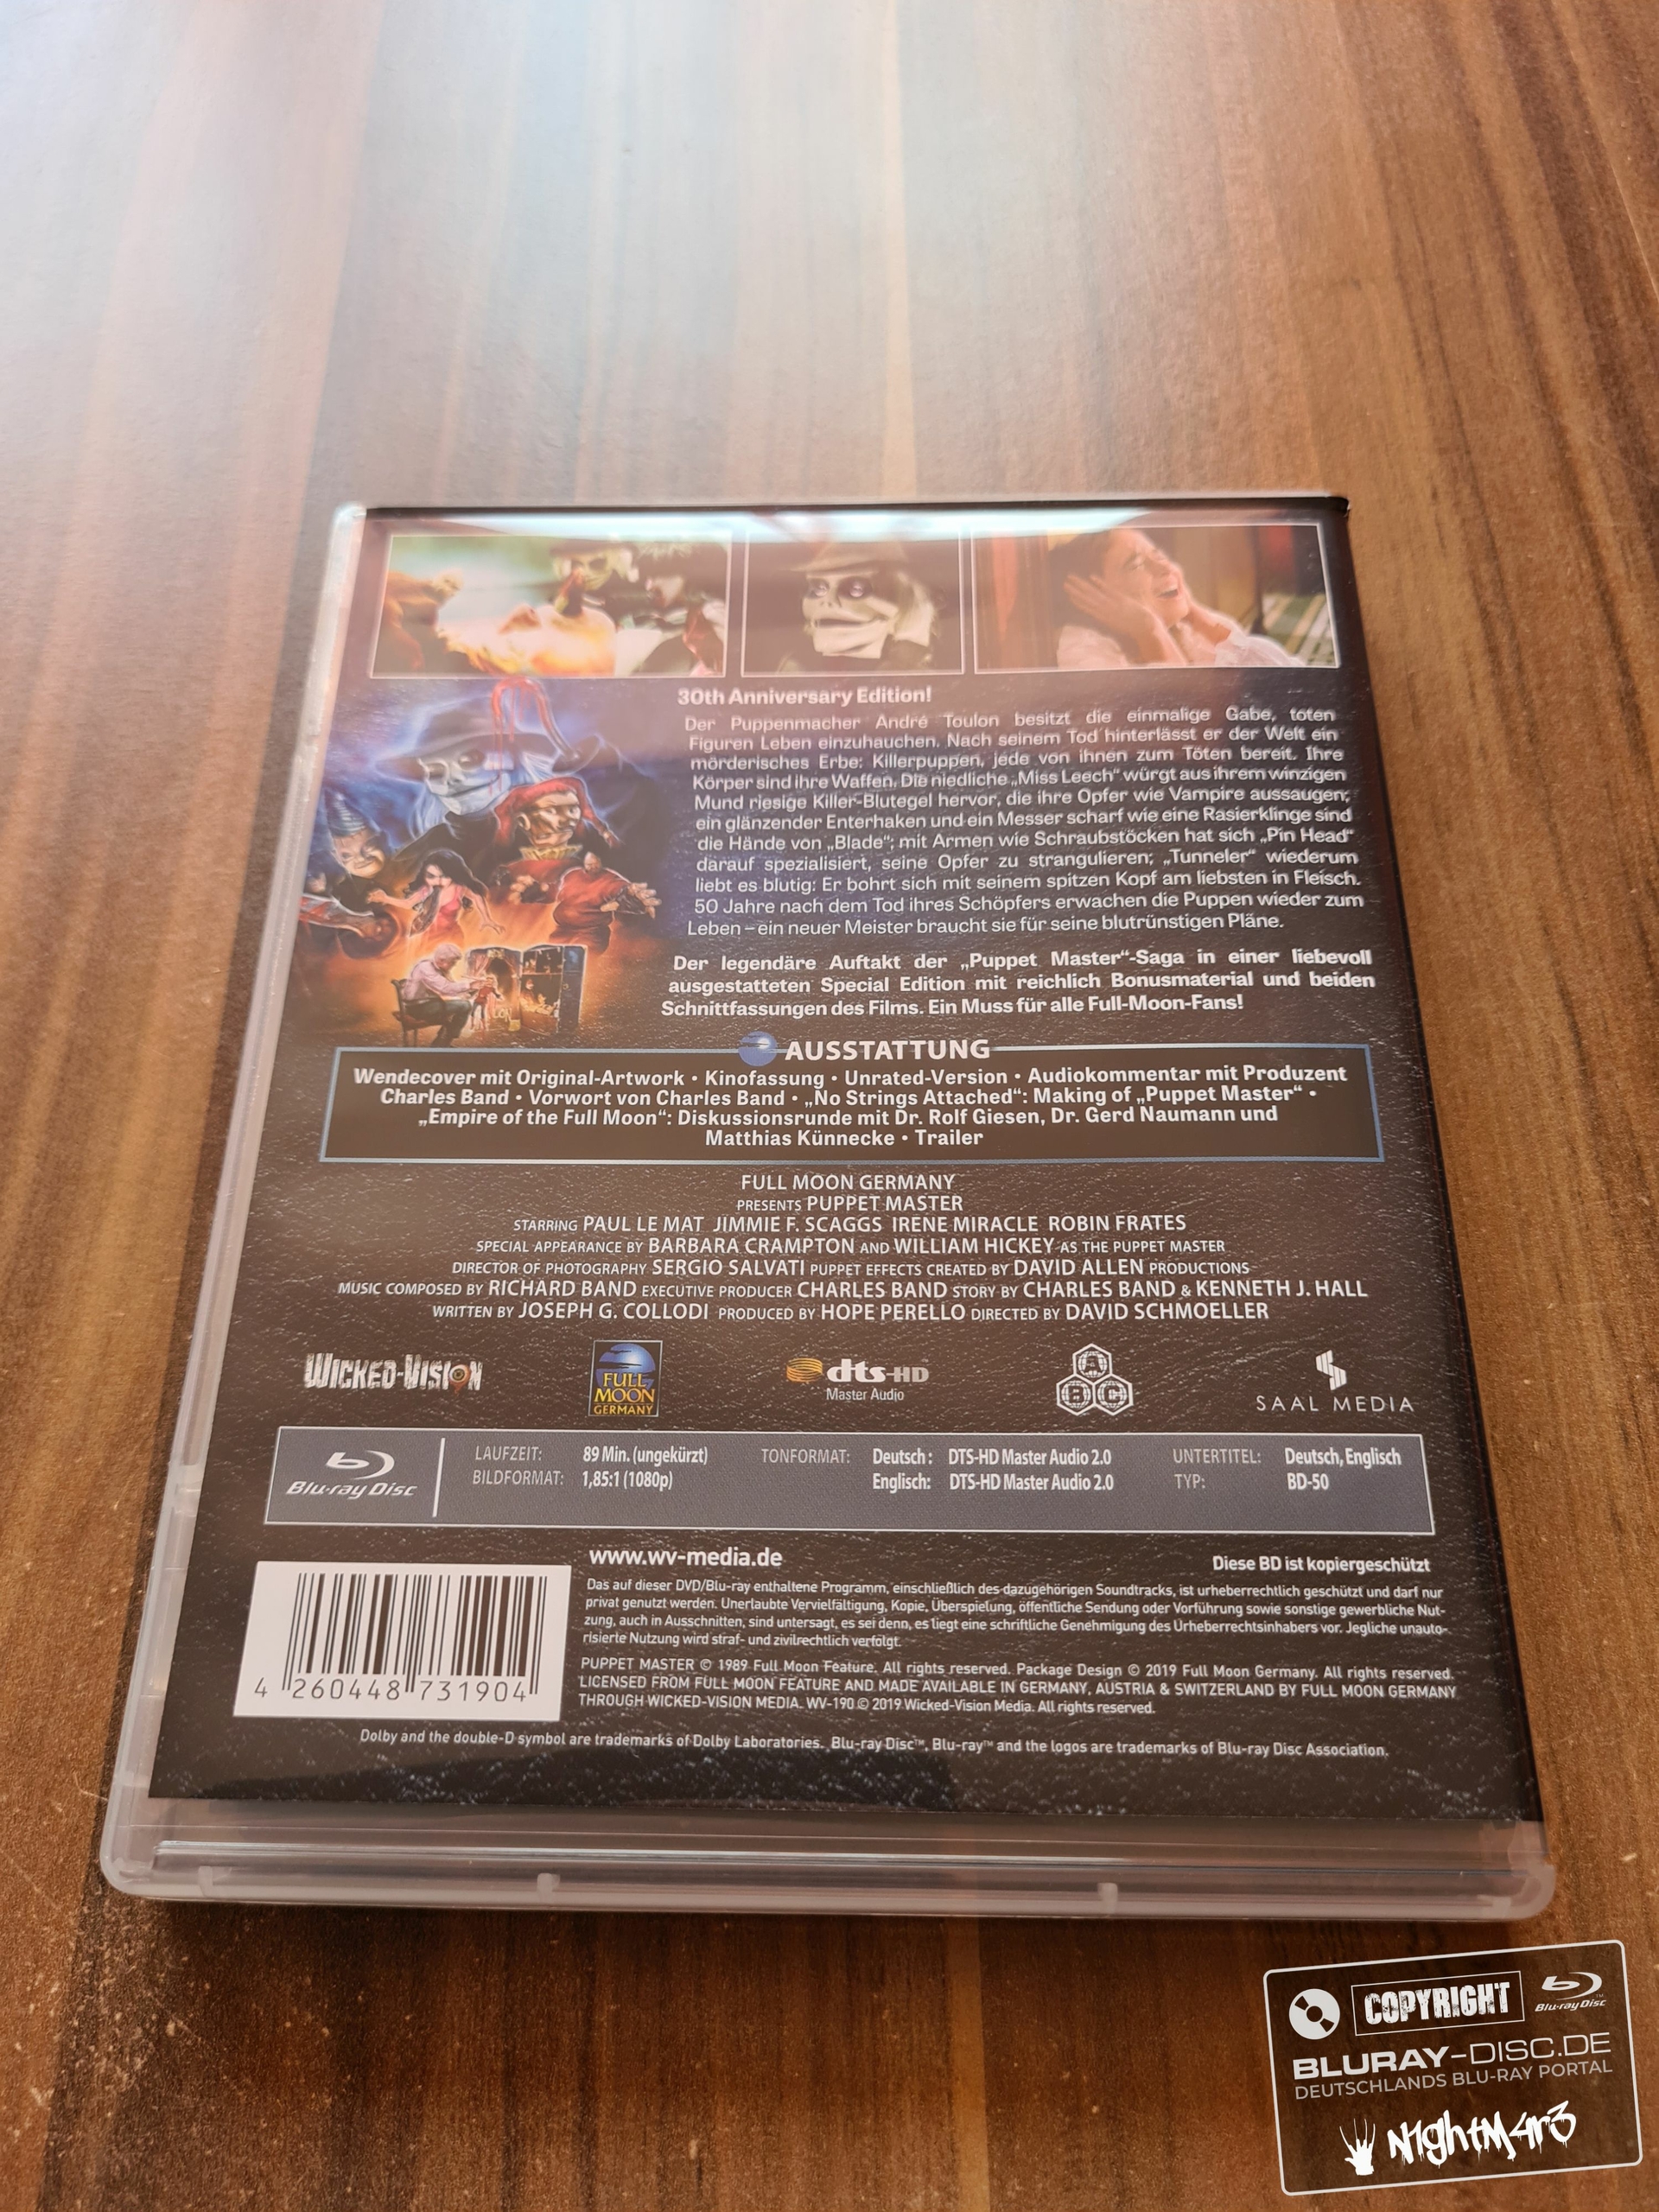 30th Anniversary Edition!
Der Puppenmacher André Toulon besitzt die einmalige Gabe, toten
Figuren Leben einzuhauchen. Nach seinem Tod hinterlässt er der Welt ein
mörderisches Erbe: Killerpuppen, jede von ihnen zum Töten bereit. Ihre
Körper sind ihre Waffen. Die niedliche „Miss Leech“ würgt aus ihrem winzigen
Mund riesige Killer-Blutegel hervor, die ihre Opfer wie Vampire aussaugen;
ein glänzender Enterhaken und ein Messer scharf wie eine Rasierklinge sind
die Hände von „Blade“; mit Armen wie Schraubstöcken hat sich „Pin Head“
darauf spezialisiert, seine Opfer zu strangulieren; „Tunneler“ wiederum
liebt es blutig: Er bohrt sich mit seinem spitzen Kopf am liebsten in Fleisch.
50 Jahre nach dem Tod ihres Schöpfers erwachen die Puppen wieder zum
Leben – ein neuer Meister braucht sie für seine blutrünstigen Pläne.
Der legendäre Auftakt der „Puppet Master“-Saga in einer liebevoll
ausgestatteten Special Edition mit reichlich Bonusmaterial und beiden
Schnittfassungen des Films. Ein Muss für alle Full-Moon-Fans!
AUSSTATTUNG
Wendecover mit Original-Artwork • Kinofassung • Unrated-Version • Audiokommentar mit Produzent
Charles Band • Vorwort von Charles Band • „No Strings Attached“: Making of „Puppet Master“ •
„Empire of the Full Moon“: Diskussionsrunde mit Dr. Rolf Giesen, Dr. Gerd Naumann und
Matthias Künnecke • Trailer
FULL MOON GERMANY
PRESENTS PUPPET MASTER
STARRING PAUL LE MAT JIMMIE F. SCAGGS IRENE MIRACLE ROBIN FRATES
SPECIAL APPEARANCE BY BARBARA CRAMPTON AND WILLIAM HICKEY AS THE PUPPET MASTER
DIRECTOR OF PHOTOGRAPHY SERGIO SALVATI PUPPET EFFECTS CREATED BY DAVID ALLEN PRODUCTIONS
MUSIC COMPOSED BY RICHARD BAND EXECUTIVE PRODUCER CHARLES BAND STORY BY CHARLES BAND & KENNETH J. HALL
WRITTEN BY JOSEPH G. COLLODI PRODUCED BY HOPE PERELLO DIRECTED BY DAVID SCHMOELLER
WICKED-VISION
FULL
MOON
GERMANY
dts-HD
Master Audio
A
B C
SAAL MEDIA
Blu-ray Disc
LAUFZEIT: 89 Min. (ungekürzt) TONFORMAT: Deutsch: DTS-HD Master Audio 2.0 UNTERTITEL: Deutsch, Englisch
BILDFORMAT: 1,85:1 (1080p) Englisch: DTS-HD Master Audio 2.0 TYP: BD-50
www.wv-media.de Diese BD ist kopiergeschützt
Das auf dieser DVD/Blu-ray enthaltene Programm, einschließlich des dazugehörigen Soundtracks, ist urheberrechtlich geschützt und darf nur
privat genutzt werden. Unerlaubte Vervielfältigung, Kopie, Überspielung, öffentliche Sendung oder Vorführung sowie sonstige gewerbliche Nut-
zung, auch in Ausschnitten, sind untersagt, es sei denn, es liegt eine schriftliche Genehmigung des Urheberrechtsinhabers vor. Jegliche unauto-
risierte Nutzung wird straf- und zivilrechtlich verfolgt.
PUPPET MASTER © 1989 Full Moon Feature. All rights reserved. Package Design © 2019 Full Moon Germany. All rights reserved.
LICENSED FROM FULL MOON FEATURE AND MADE AVAILABLE IN GERMANY, AUSTRIA & SWITZERLAND BY FULL MOON GERMANY
THROUGH WICKED-VISION MEDIA. WV-190 © 2019 Wicked-Vision Media. All rights reserved.
4 260448 731904
Dolby and the double-D symbol are trademarks of Dolby Laboratories. Blu-ray Disc™, Blu-ray™ and the logos are trademarks of Blu-ray Disc Association.
COPYRIGHT
Blu-ray Disc
BLURAY-DISC.DE
DEUTSCHLANDS BLU-RAY PORTAL
N1ghtM4r3